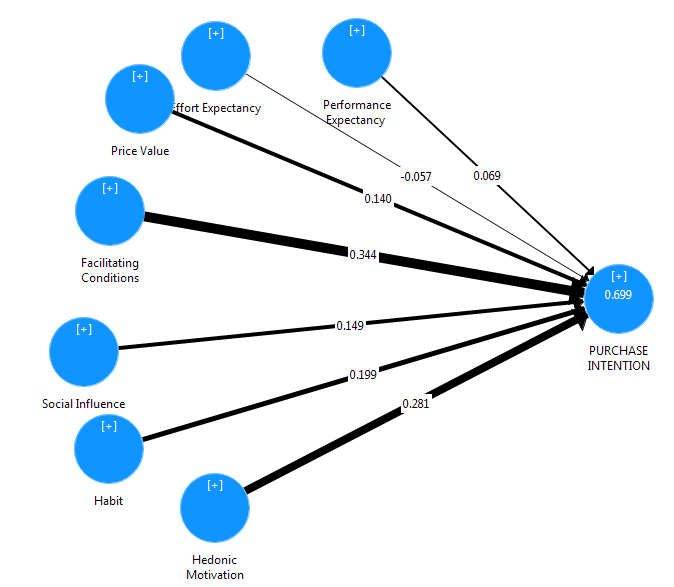 [+]
Effort Expectancy
[+]
Performance
Expectancy
[+]
Price Value
[+]
Facilitating
Conditions
[+]
Social Influence
[+]
Habit
[+]
Hedonic
Motivation
-0.057
0.069
0.140
0.344
0.149
0.199
0.281
[+]
0.699
PURCHASE
INTENTION